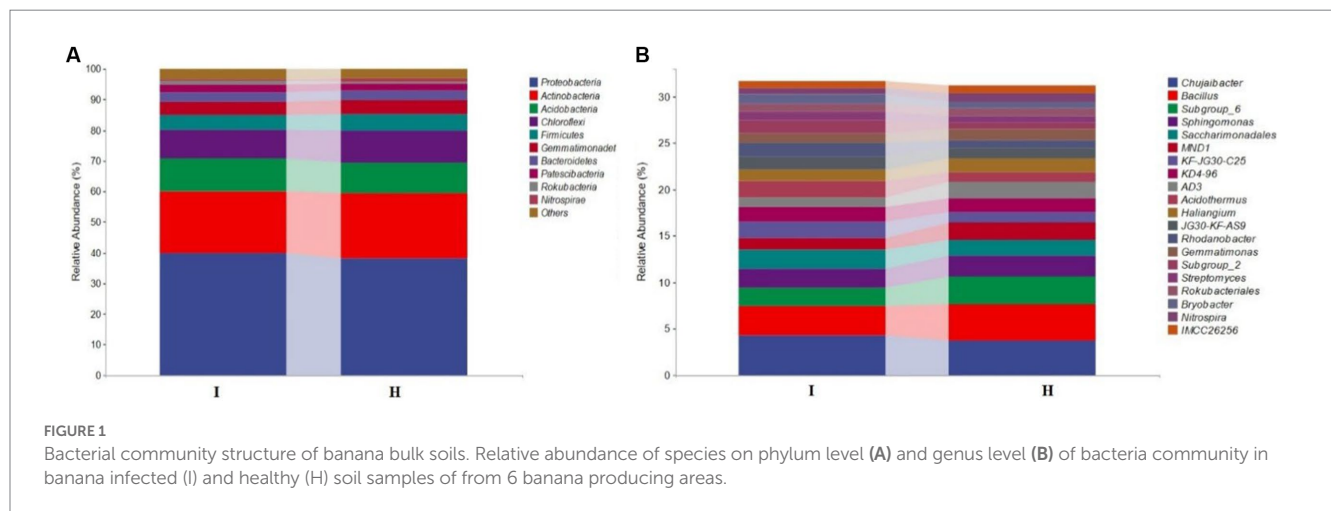 A
Relative Abundance (%)
100
90
80
70
60
50
40
30
20
10
0
I
H
Proteobacteria
Actinobacteria
Acidobacteria
Chloroflexi
Firmicutes
Gemmatimonadet
Bacteroidetes
Patescibacteria
Rokubacteria
Nitrospirae
Others
B
Relative Abundance (%)
30
25
20
15
10
5
0
I
H
Chujaibacter
Bacillus
Subgroup_6
Sphingomonas
Saccharimonadales
MND1
KF-JG30-C25
KD4-96
AD3
Acidothermus
Haliangium
JG30-KF-AS9
Rhodanobacter
Gemmatimonas
Subgroup_2
Streptomyces
Rokubacteriales
Bryobacter
Nitrospira
IMCC26256
FIGURE 1
Bacterial community structure of banana bulk soils. Relative abundance of species on phylum level (A) and genus level (B) of bacteria community in
banana infected (I) and healthy (H) soil samples of from 6 banana producing areas.